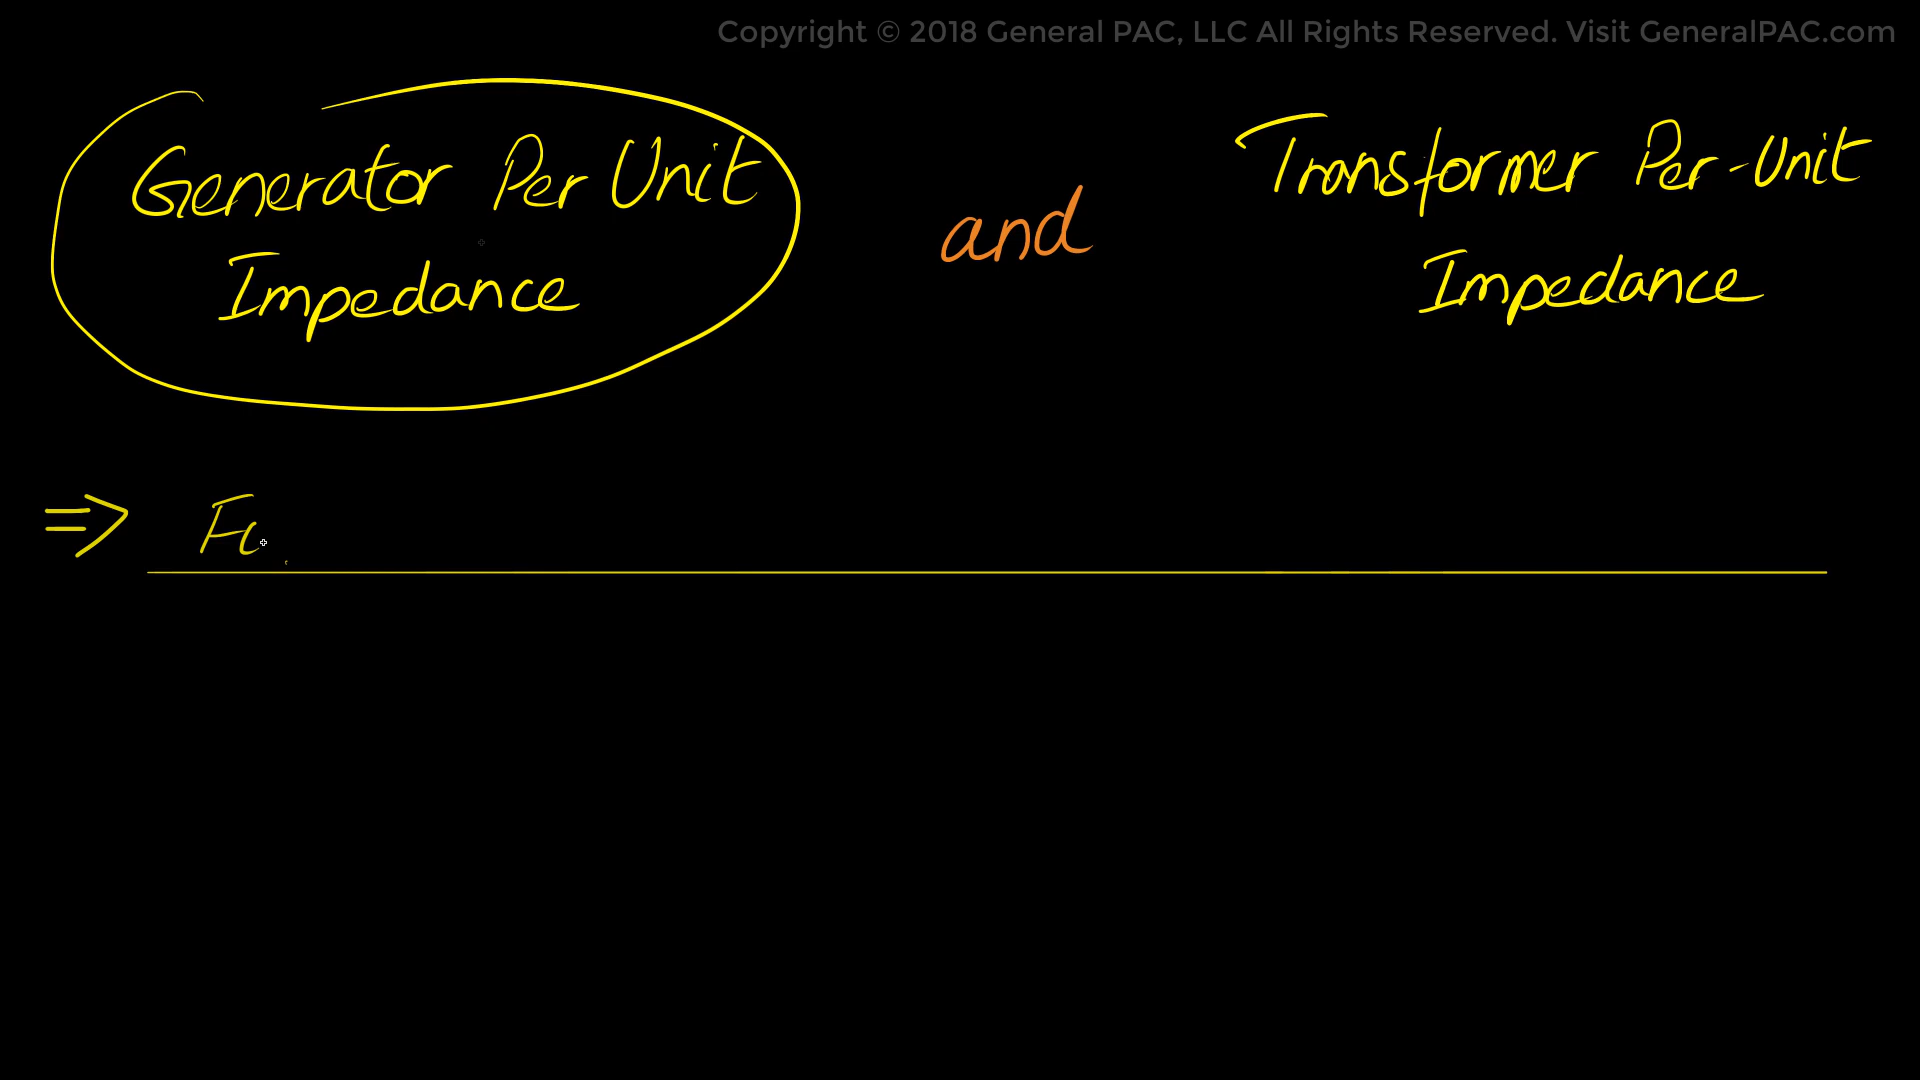 Copyright © 2018 General PAC, LLC All Rights Reserved. Visit GeneralPAC.com
Generator Per Unit
Impedance
and
Transformer Per-Unit
Impedance
=>